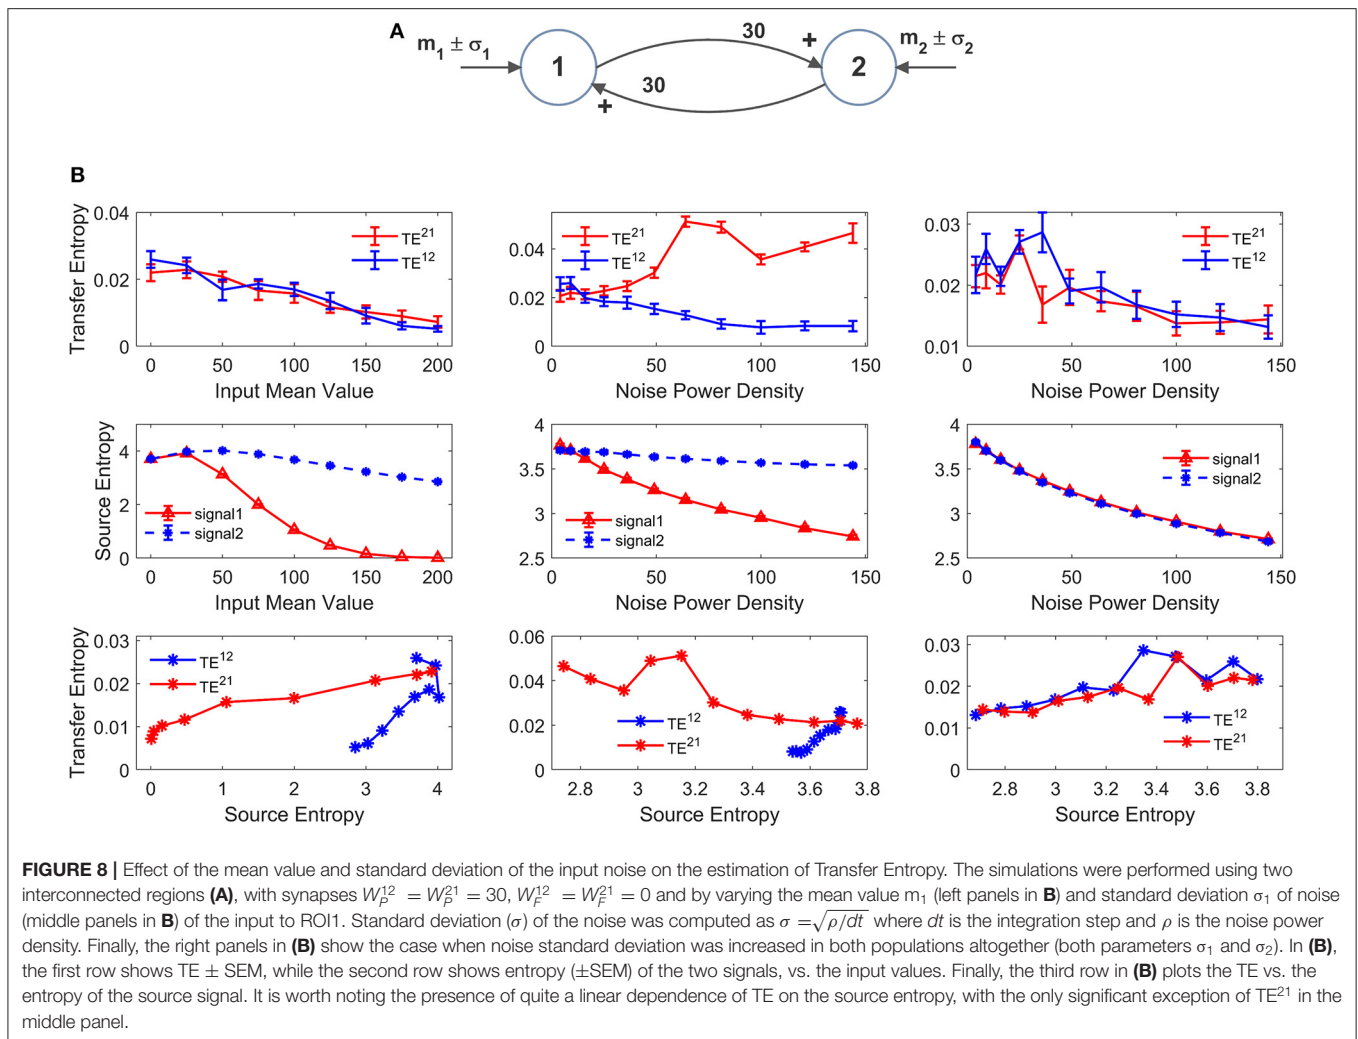 A
m₁ ± σ₁
30
+
m₂ ± σ₂
1
2
30
+
B
Transfer Entropy
0.04
0.02
0
TE²¹
TE¹²
0 50 100 150 200
Input Mean Value
0.04
0.02
0
TE²¹
TE¹²
0 50 100 150
Noise Power Density
0.03
0.02
0.01
TE²¹
TE¹²
0 50 100 150
Noise Power Density
Source Entropy
4
2
0
signal1
signal2
0 50 100 150 200
Input Mean Value
4
3.5
3
2.5
signal1
signal2
0 50 100 150
Noise Power Density
4
3.5
3
2.5
signal1
signal2
0 50 100 150
Noise Power Density
Transfer Entropy
0.03
0.02
0.01
0
TE¹²
TE²¹
0 1 2 3 4
Source Entropy
0.06
0.04
0.02
0
TE¹²
TE²¹
2.8 3 3.2 3.4 3.6 3.8
Source Entropy
0.03
0.02
0.01
0
TE¹²
TE²¹
2.8 3 3.2 3.4 3.6 3.8
Source Entropy
FIGURE 8 | Effect of the mean value and standard deviation of the input noise on the estimation of Transfer Entropy. The simulations were performed using two
interconnected regions (A), with synapses W_P^12 = W_P^21 = 30, W_F^12 = W_F^21 = 0 and by varying the mean value m₁ (left panels in B) and standard deviation σ₁ of noise
(middle panels in B) of the input to ROI1. Standard deviation (σ) of the noise was computed as σ =√ρ/dt where dt is the integration step and ρ is the noise power
density. Finally, the right panels in (B) show the case when noise standard deviation was increased in both populations altogether (both parameters σ₁ and σ₂). In (B),
the first row shows TE ± SEM, while the second row shows entropy (±SEM) of the two signals, vs. the input values. Finally, the third row in (B) plots the TE vs. the
entropy of the source signal. It is worth noting the presence of quite a linear dependence of TE on the source entropy, with the only significant exception of TE²¹ in the
middle panel.